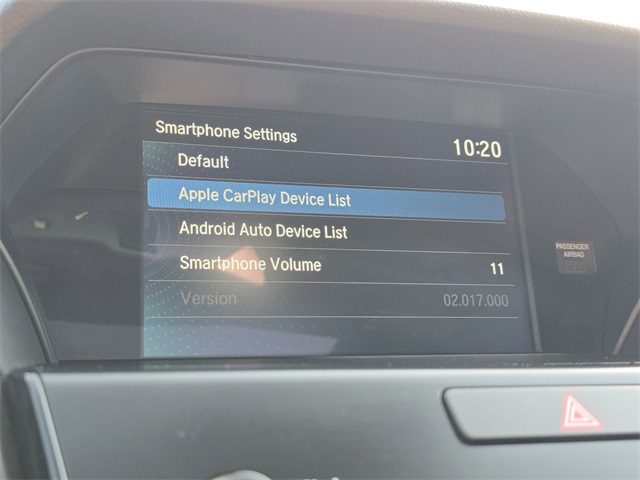 Smartphone Settings
10:20
Default
Apple CarPlay Device List
Android Auto Device List
Smartphone Volume 11
Version 02.017.000
PASSENGER
AIRBAG